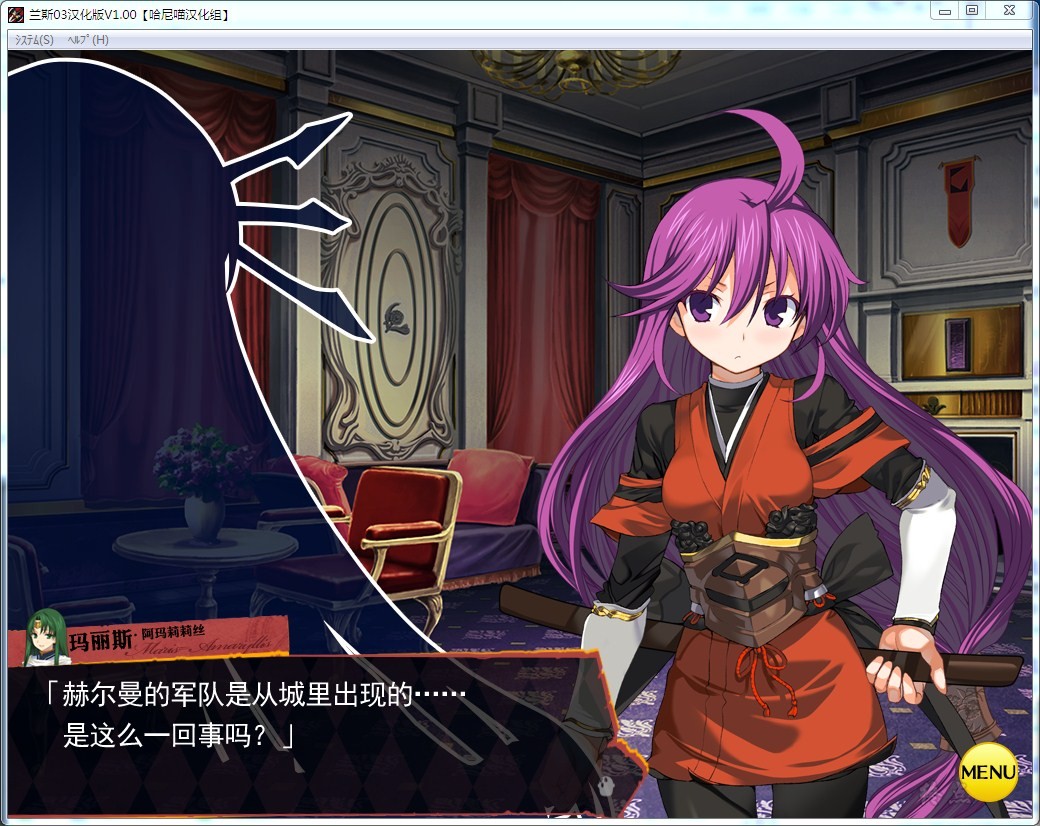 兰斯03汉化版V1.00【哈尼喵汉化组】
ｼｽﾃﾑ(S) ﾍﾙﾌﾟ(H)
玛丽斯·阿玛莉莉丝
Maris Amaryllis
「赫尔曼的军队是从城里出现的……
是这么一回事吗？」
MENU